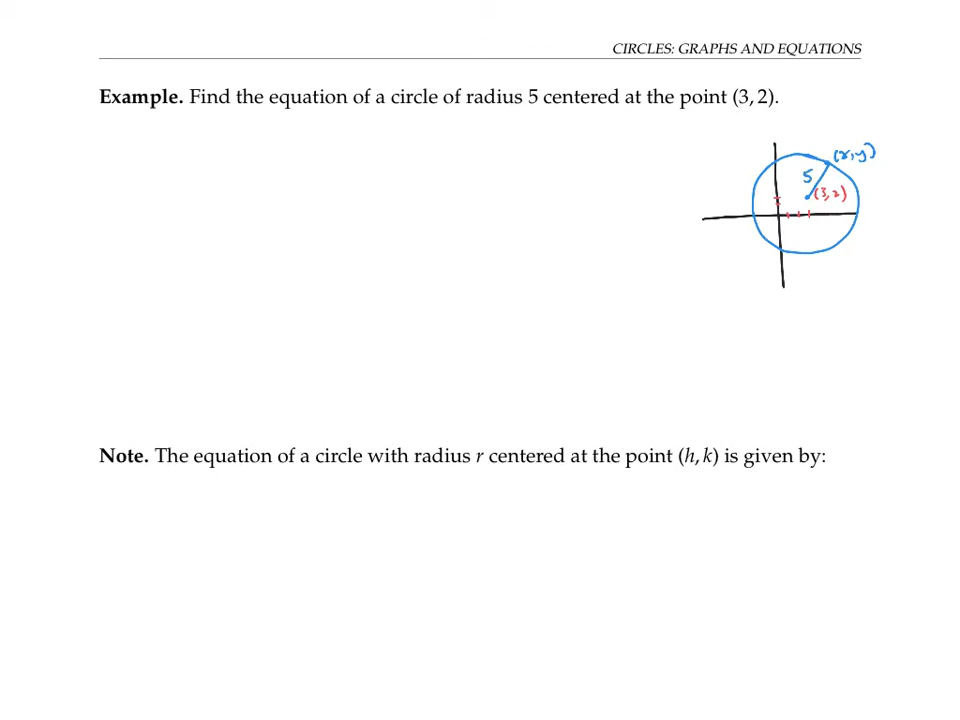 CIRCLES: GRAPHS AND EQUATIONS
Example. Find the equation of a circle of radius 5 centered at the point (3, 2).
(x,y)
5
(3,2)
Note. The equation of a circle with radius r centered at the point (h, k) is given by: